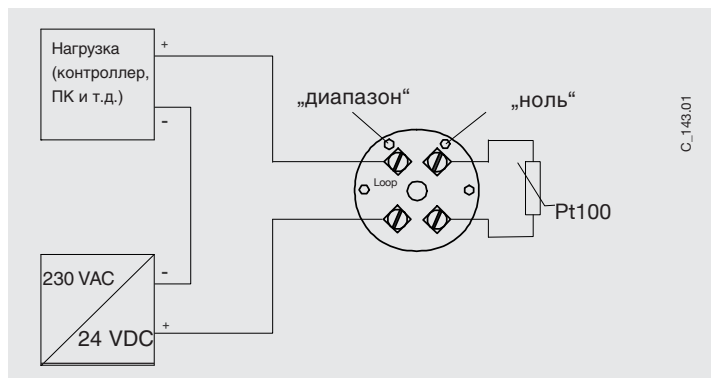 Нагрузка
(контроллер,
ПК и т.д.)
+
-
„диапазон“
„ноль“
Loop
Pt100
230 VAC
24 VDC
-
+
C_143.01